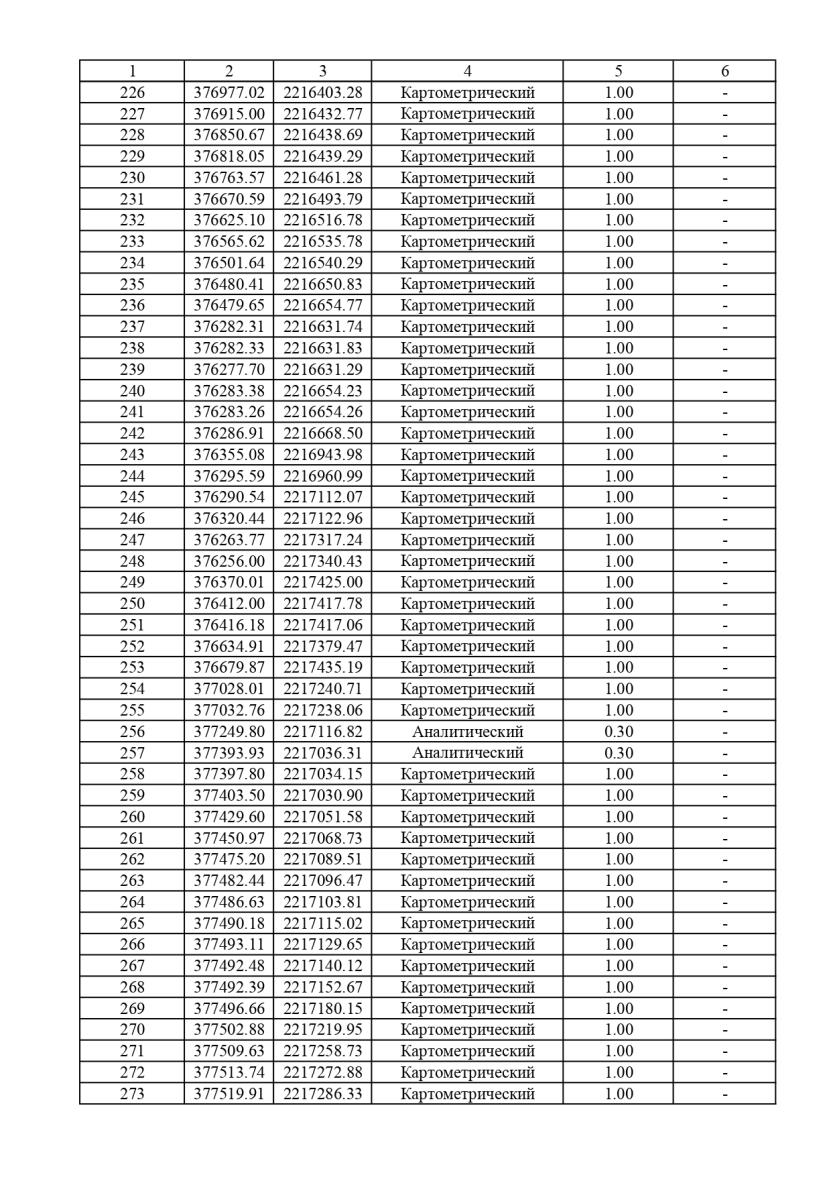 1 2 3 4 5 6
226 376977.02 2216403.28 Картометрический 1.00 -
227 376915.00 2216432.77 Картометрический 1.00 -
228 376850.67 2216438.69 Картометрический 1.00 -
229 376818.05 2216439.29 Картометрический 1.00 -
230 376763.57 2216461.28 Картометрический 1.00 -
231 376670.59 2216493.79 Картометрический 1.00 -
232 376625.10 2216516.78 Картометрический 1.00 -
233 376565.62 2216535.78 Картометрический 1.00 -
234 376501.64 2216540.29 Картометрический 1.00 -
235 376480.41 2216650.83 Картометрический 1.00 -
236 376479.65 2216654.77 Картометрический 1.00 -
237 376282.31 2216631.74 Картометрический 1.00 -
238 376282.33 2216631.83 Картометрический 1.00 -
239 376277.70 2216631.29 Картометрический 1.00 -
240 376283.38 2216654.23 Картометрический 1.00 -
241 376283.26 2216654.26 Картометрический 1.00 -
242 376286.91 2216668.50 Картометрический 1.00 -
243 376355.08 2216943.98 Картометрический 1.00 -
244 376295.59 2216960.99 Картометрический 1.00 -
245 376290.54 2217112.07 Картометрический 1.00 -
246 376320.44 2217122.96 Картометрический 1.00 -
247 376263.77 2217317.24 Картометрический 1.00 -
248 376256.00 2217340.43 Картометрический 1.00 -
249 376370.01 2217425.00 Картометрический 1.00 -
250 376412.00 2217417.78 Картометрический 1.00 -
251 376416.18 2217417.06 Картометрический 1.00 -
252 376634.91 2217379.47 Картометрический 1.00 -
253 376679.87 2217435.19 Картометрический 1.00 -
254 377028.01 2217240.71 Картометрический 1.00 -
255 377032.76 2217238.06 Картометрический 1.00 -
256 377249.80 2217116.82 Аналитический 0.30 -
257 377393.93 2217036.31 Аналитический 0.30 -
258 377397.80 2217034.15 Картометрический 1.00 -
259 377403.50 2217030.90 Картометрический 1.00 -
260 377429.60 2217051.58 Картометрический 1.00 -
261 377450.97 2217068.73 Картометрический 1.00 -
262 377475.20 2217089.51 Картометрический 1.00 -
263 377482.44 2217096.47 Картометрический 1.00 -
264 377486.63 2217103.81 Картометрический 1.00 -
265 377490.18 2217115.02 Картометрический 1.00 -
266 377493.11 2217129.65 Картометрический 1.00 -
267 377492.48 2217140.12 Картометрический 1.00 -
268 377492.39 2217152.67 Картометрический 1.00 -
269 377496.66 2217180.15 Картометрический 1.00 -
270 377502.88 2217219.95 Картометрический 1.00 -
271 377509.63 2217258.73 Картометрический 1.00 -
272 377513.74 2217272.88 Картометрический 1.00 -
273 377519.91 2217286.33 Картометрический 1.00 -